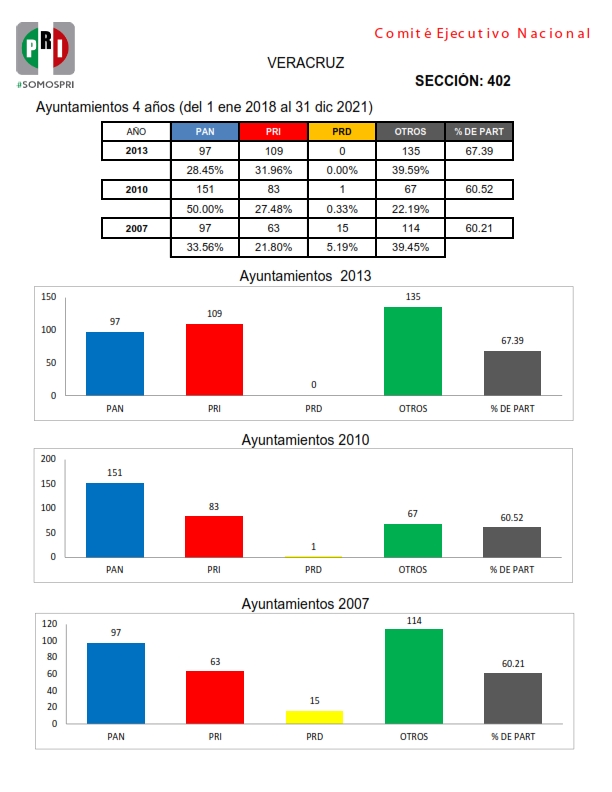 Comité Ejecutivo Nacional
PRI
#SOMOSPRI
VERACRUZ
SECCIÓN: 402
Ayuntamientos 4 años (del 1 ene 2018 al 31 dic 2021)
AÑO PAN PRI PRD OTROS % DE PART
2013 97 109 0 135 67.39
28.45% 31.96% 0.00% 39.59%
2010 151 83 1 67 60.52
50.00% 27.48% 0.33% 22.19%
2007 97 63 15 114 60.21
33.56% 21.80% 5.19% 39.45%
Ayuntamientos 2013
150
100
50
0
97
109
0
135
67.39
PAN PRI PRD OTROS % DE PART
Ayuntamientos 2010
200
150
100
50
0
151
83
1
67
60.52
PAN PRI PRD OTROS % DE PART
Ayuntamientos 2007
120
100
80
60
40
20
0
97
63
15
114
60.21
PAN PRI PRD OTROS % DE PART